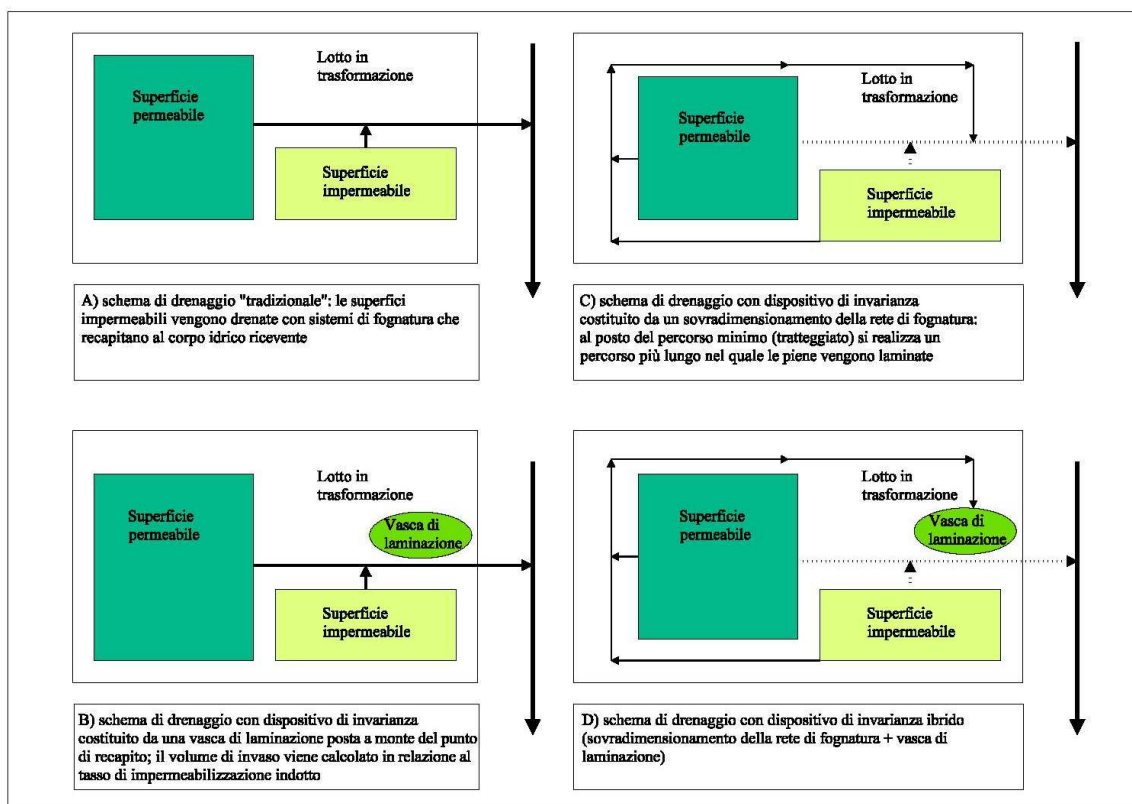 Lotto in
trasformazione
Superficie
permeabile
Superficie
impermeabile
A) schema di drenaggio "tradizionale": le superfici
impermeabili vengono drenate con sistemi di fognatura che
recapitano al corpo idrico ricevente
Lotto in
trasformazione
Superficie
permeabile
Superficie
impermeabile
C) schema di drenaggio con dispositivo di invarianza
costituito da un sovradimensionamento della rete di fognatura:
al posto del percorso minimo (tratteggiato) si realizza un
percorso più lungo nel quale le piene vengono laminate
Lotto in
trasformazione
Superficie
permeabile
Vasca di
laminazione
Superficie
impermeabile
B) schema di drenaggio con dispositivo di invarianza
costituito da una vasca di laminazione posta a monte del punto
di recapito; il volume di invaso viene calcolato in relazione al
tasso di impermeabilizzazione indotto
Lotto in
trasformazione
Superficie
permeabile
Vasca di
laminazione
Superficie
impermeabile
D) schema di drenaggio con dispositivo di invarianza ibrido
(sovradimensionamento della rete di fognatura + vasca di
laminazione)